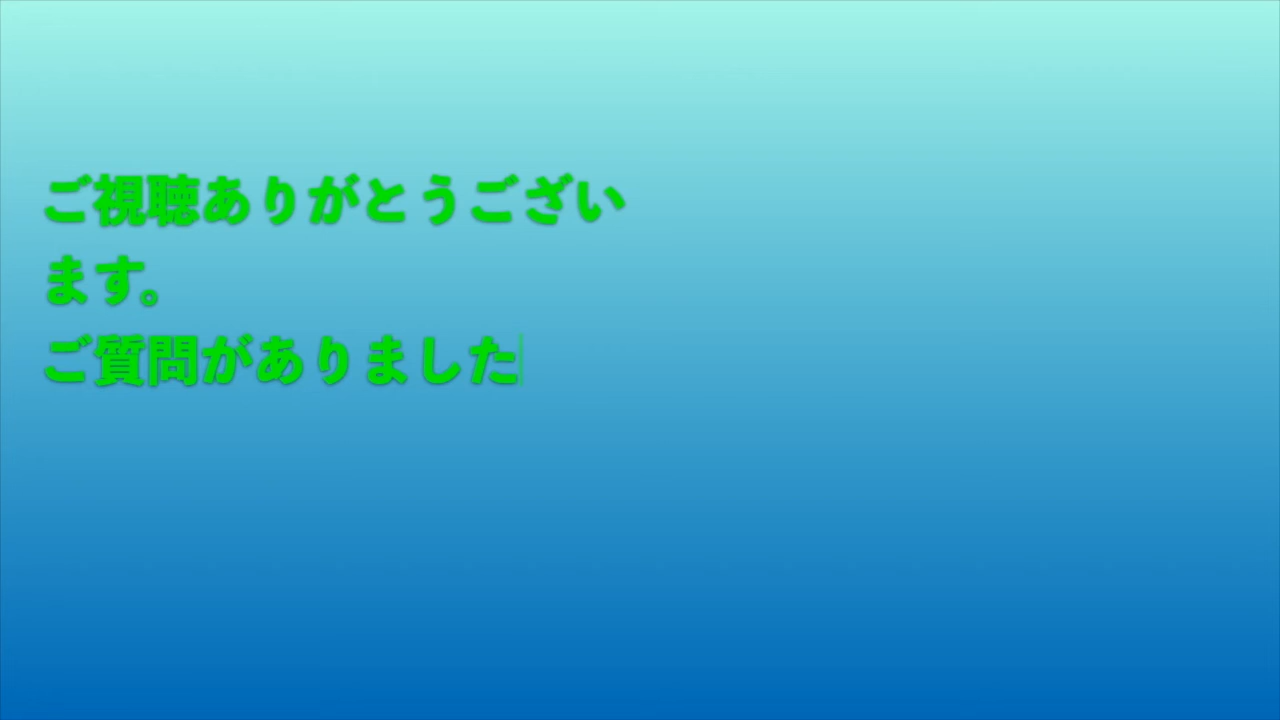 ご視聴ありがとうござい
ます。
ご質問がありました